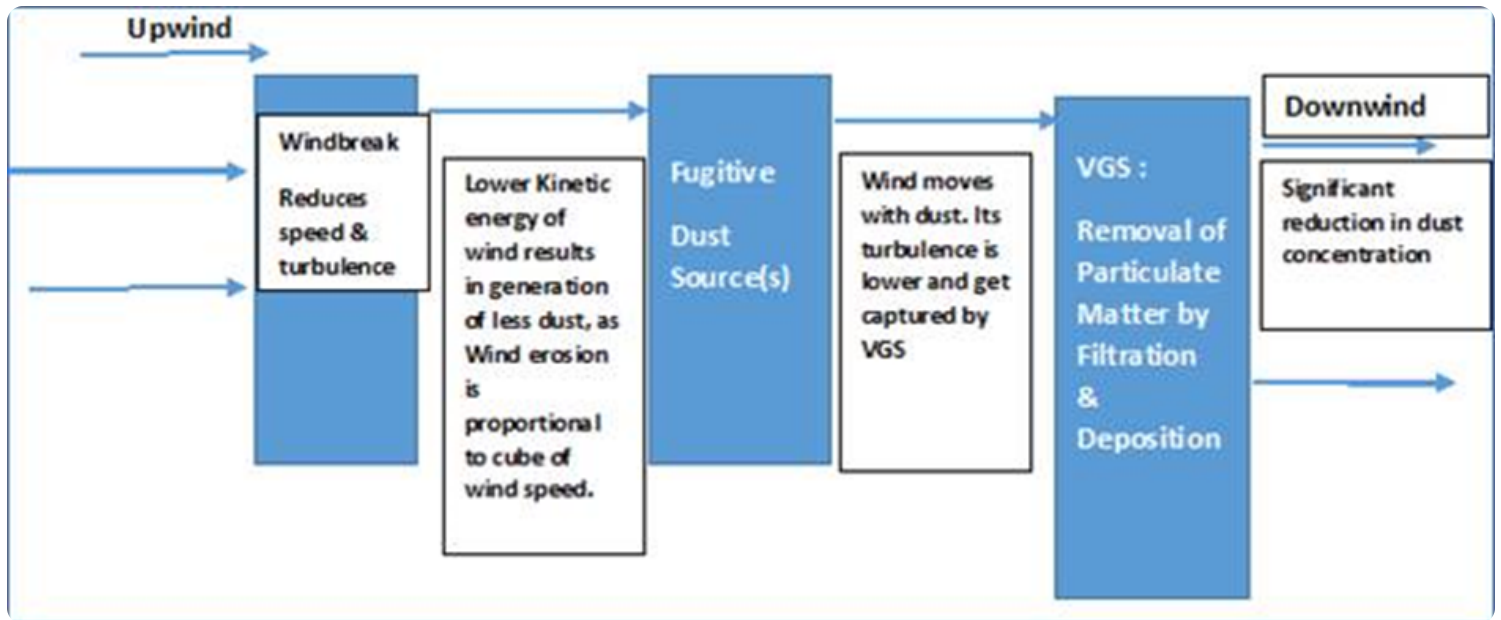 Upwind
Windbreak
Reduces
speed &
turbulence
Lower Kinetic
energy of
wind results
in generation
of less dust, as
Wind erosion
is
proportional
to cube of
wind speed.
Fugitive
Dust
Source(s)
Wind moves
with dust. Its
turbulence is
lower and get
captured by
VGS
VGS :
Removal of
Particulate
Matter by
Filtration
&
Deposition
Downwind
Significant
reduction in dust
concentration